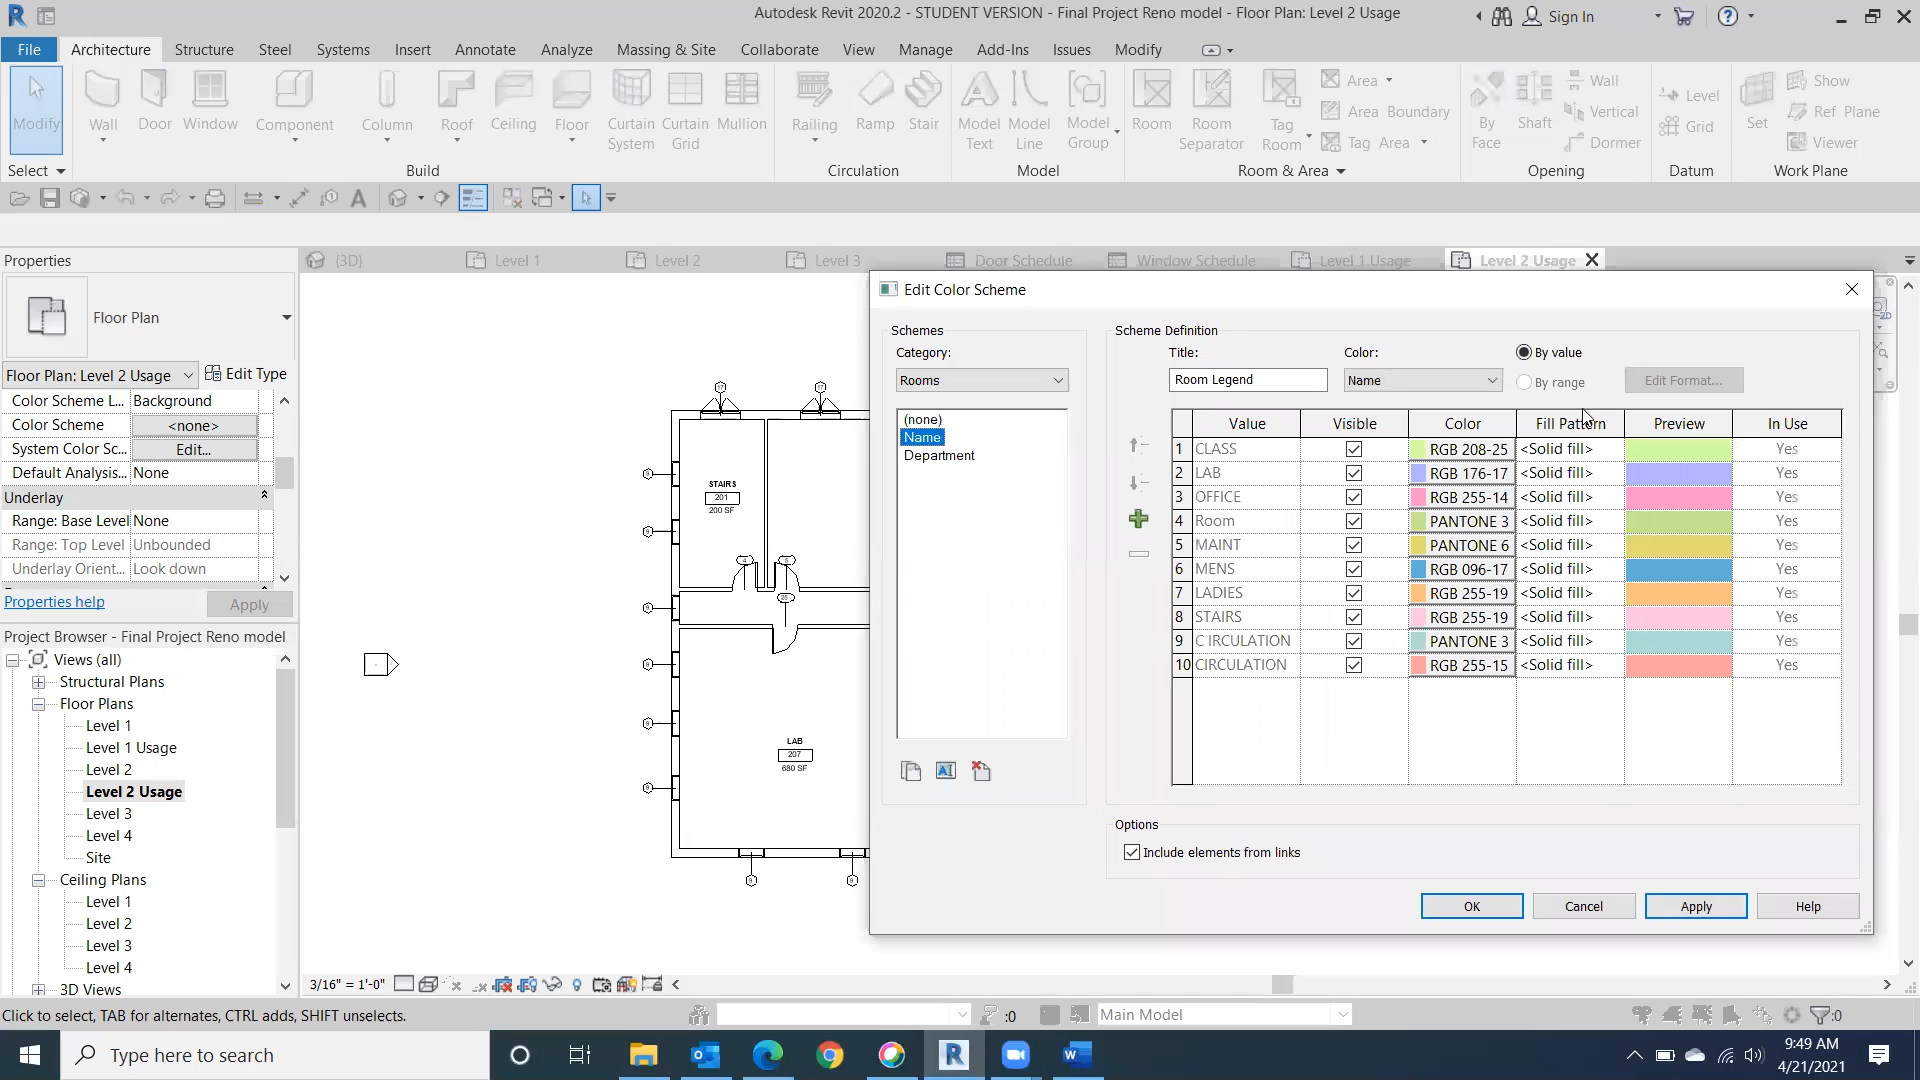 Autodesk Revit 2020.2 - STUDENT VERSION - Final Project Reno model - Floor Plan: Level 2 Usage
Sign In
File Architecture Structure Steel Systems Insert Annotate Analyze Massing & Site Collaborate View Manage Add-Ins Issues Modify
Modify Wall Door Window Component Column Roof Ceiling Floor Curtain System Curtain Grid Mullion Railing Ramp Stair Model Text Model Line Model Group Room Room Separator Tag Room Area Area Boundary Tag Area By Face Shaft Wall Vertical Dormer Level Grid Set Show Ref Plane Viewer
Select Build Circulation Model Room & Area Opening Datum Work Plane
Properties
(3D) Level 1 Level 2 Level 3 Door Schedule Window Schedule Level 1 Usage Level 2 Usage
Floor Plan
Floor Plan: Level 2 Usage Edit Type
Color Scheme L... Background
Color Scheme <none>
System Color Sc... Edit...
Default Analysis... None
Underlay
Range: Base Level None
Range: Top Level Unbounded
Underlay Orient... Look down
Properties help Apply
Project Browser - Final Project Reno model
Views (all)
Structural Plans
Floor Plans
Level 1
Level 1 Usage
Level 2
Level 2 Usage
Level 3
Level 4
Site
Ceiling Plans
Level 1
Level 2
Level 3
Level 4
3D Views
STAIRS
201
200 SF
LAB
207
680 SF
Edit Color Scheme
Schemes
Category:
Rooms
(none)
Name
Department
Scheme Definition
Title: Color: By value
Room Legend Name By range Edit Format...
Value Visible Color Fill Pattern Preview In Use
1 CLASS RGB 208-25 <Solid fill> Yes
2 LAB RGB 176-17 <Solid fill> Yes
3 OFFICE RGB 255-14 <Solid fill> Yes
4 Room PANTONE 3 <Solid fill> Yes
5 MAINT PANTONE 6 <Solid fill> Yes
6 MENS RGB 096-17 <Solid fill> Yes
7 LADIES RGB 255-19 <Solid fill> Yes
8 STAIRS RGB 255-19 <Solid fill> Yes
9 C IRCULATION PANTONE 3 <Solid fill> Yes
10 CIRCULATION RGB 255-15 <Solid fill> Yes
Options
Include elements from links
OK Cancel Apply Help
3/16" = 1'-0"
Click to select, TAB for alternates, CTRL adds, SHIFT unselects. :0 Main Model :0
Type here to search
9:49 AM
4/21/2021